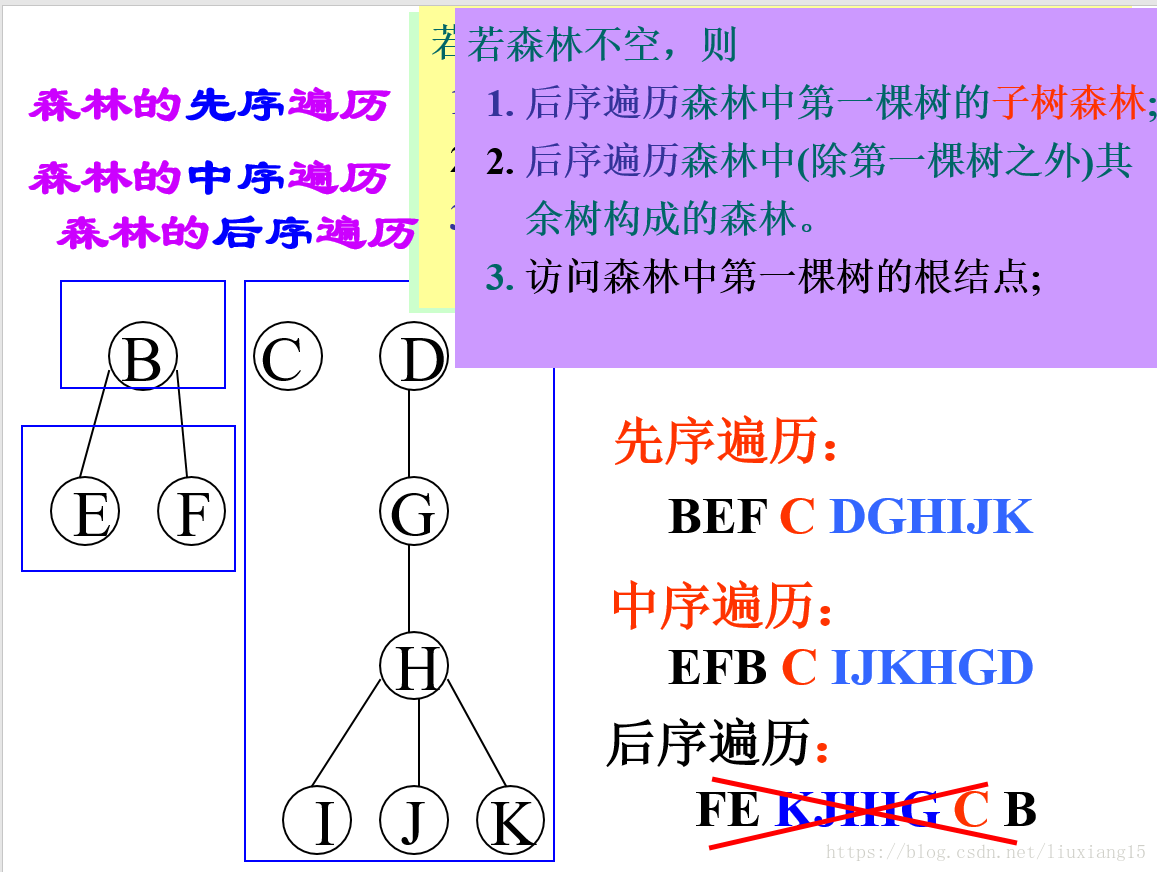 若
若森林不空，则
1. 后序遍历森林中第一棵树的子树森林;
2. 后序遍历森林中(除第一棵树之外)其
余树构成的森林。
3. 访问森林中第一棵树的根结点;
森林的先序遍历
森林的中序遍历
森林的后序遍历
B C D
E F G
H
I J K
先序遍历：
BEF C DGHIJK
中序遍历：
EFB C IJKHGD
后序遍历：
FE KJIHG C B
https://blog.csdn.net/liuxiang15